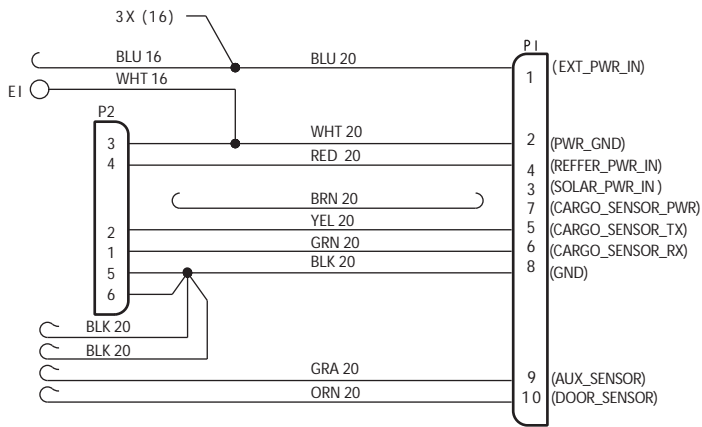 3X (16)
BLU 16
BLU 20
P1
1
(EXT_PWR_IN)
E1
WHT 16
P2
3
WHT 20
2
(PWR_GND)
4
RED 20
4
(REFFER_PWR_IN)
3
(SOLAR_PWR_IN )
BRN 20
7
(CARGO_SENSOR_PWR)
2
YEL 20
5
(CARGO_SENSOR_TX)
1
GRN 20
6
(CARGO_SENSOR_RX)
5
BLK 20
8
(GND)
6
BLK 20
BLK 20
GRA 20
9
(AUX_SENSOR)
ORN 20
10
(DOOR_SENSOR)